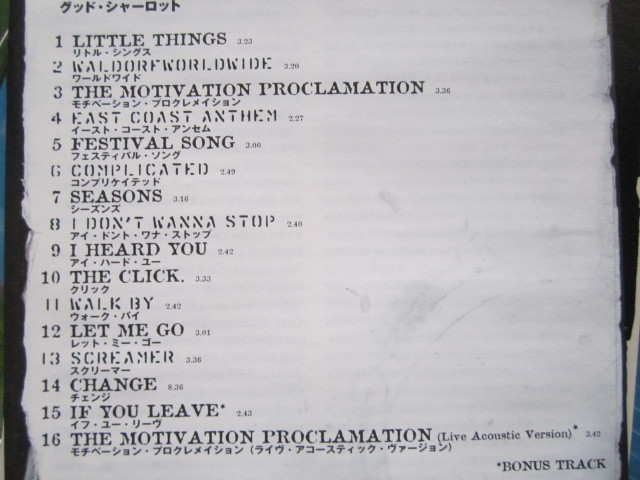 グッド・シャーロット
1 LITTLE THINGS 3.23
リトル・シングス
2 WALDORFWORLDWIDE 3.20
ワールドワイド
3 THE MOTIVATION PROCLAMATION 3.36
モチベーション・プロクレメイション
4 EAST COAST ANTHEM 2.27
イースト・コースト・アンセム
5 FESTIVAL SONG 3.00
フェスティバル・ソング
6 COMPLICATED 2.49
コンプリケイテッド
7 SEASONS 3.16
シーズンズ
8 I DON'T WANNA STOP 2.40
アイ・ドント・ワナ・ストップ
9 I HEARD YOU 2.42
アイ・ハード・ユー
10 THE CLICK. 3.33
クリック
11 WALK BY 2.42
ウォーク・バイ
12 LET ME GO 3.01
レット・ミー・ゴー
13 SCREAMER 3.36
スクリーマー
14 CHANGE 8.36
チェンジ
15 IF YOU LEAVE* 2.43
イフ・ユー・リーヴ
16 THE MOTIVATION PROCLAMATION (Live Acoustic Version)* 3.42
モチベーション・プロクレメイション（ライヴ・アコースティック・ヴァージョン）
*BONUS TRACK